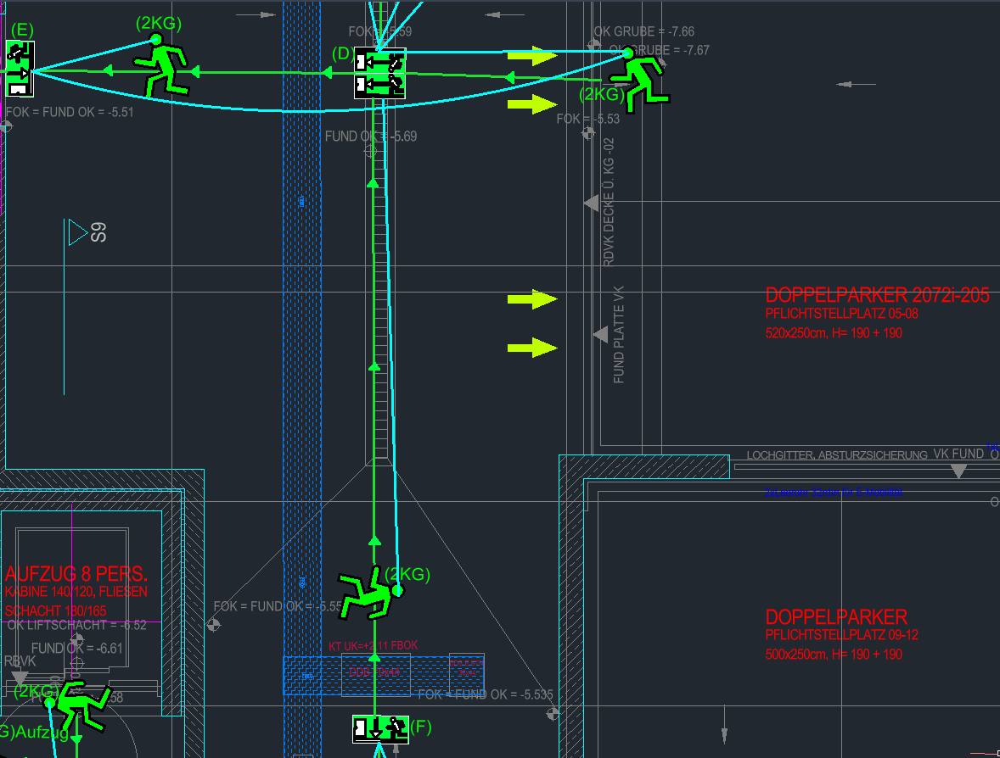 (E)
(2KG)
FOK
OK GRUBE = -7.66
OK GRUBE = -7.67
(D)
(2KG)
FOK = FUND OK = -5.51
FOK = -5.53
FUND OK = -5.69
RDVK DECKE Ü. KG -02
S9
FUND PLATTE VK
DOPPELPARKER 2072i-205
PFLICHTSTELLPLATZ 05-08
520x250cm, H= 190 + 190
LOCHGITTER, ABSTURZSICHERUNG
VK FUND
AUFZUG 8 PERS.
KABINE 140/120, FLIESEN
SCHACHT 180/165
OK LIFTSCHACHT = -6.52
FUND OK = -6.61
RBVK
(2KG)
FOK = FUND OK = -5.55
DOPPELPARKER
PFLICHTSTELLPLATZ 09-12
500x250cm, H= 190 + 190
KT UK=+2.11 FBOK
FOK = FUND OK = -5.535
(2KG)
G)Aufzug
(F)